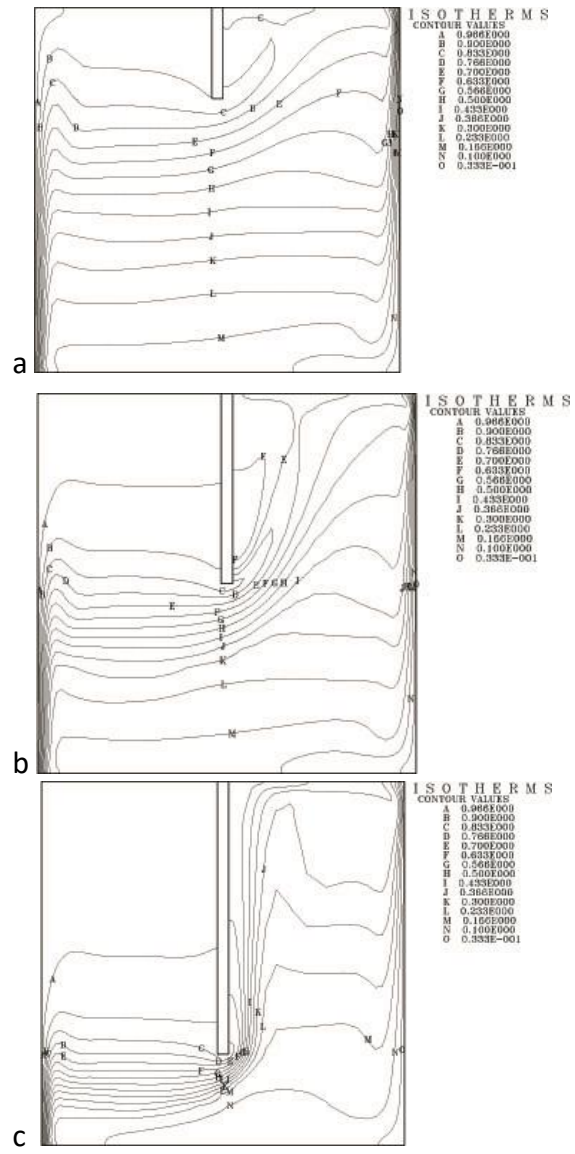 I S O T H E R M S
CONTOUR VALUES
A 0.966E000
B 0.900E000
C 0.833E000
D 0.766E000
E 0.700E000
F 0.633E000
G 0.566E000
H 0.500E000
I 0.433E000
J 0.366E000
K 0.300E000
L 0.233E000
M 0.166E000
N 0.100E000
O 0.333E-001
C
B
C
A
H
D
C
B
E
F
E
F
G
H
I
J
K
L
M
N
a
I S O T H E R M S
CONTOUR VALUES
A 0.966E000
B 0.900E000
C 0.833E000
D 0.766E000
E 0.700E000
F 0.633E000
G 0.566E000
H 0.500E000
I 0.433E000
J 0.366E000
K 0.300E000
L 0.233E000
M 0.166E000
N 0.100E000
O 0.333E-001
F
E
A
C
D
F
E F G H I
E
G
H
I
J
K
L
M
N
b
I S O T H E R M S
CONTOUR VALUES
A 0.966E000
B 0.900E000
C 0.833E000
D 0.766E000
E 0.700E000
F 0.633E000
G 0.566E000
H 0.500E000
I 0.433E000
J 0.366E000
K 0.300E000
L 0.233E000
M 0.166E000
N 0.100E000
O 0.333E-001
J
A
I
K
L
B
E
C
D
F
M
N
M
N
c